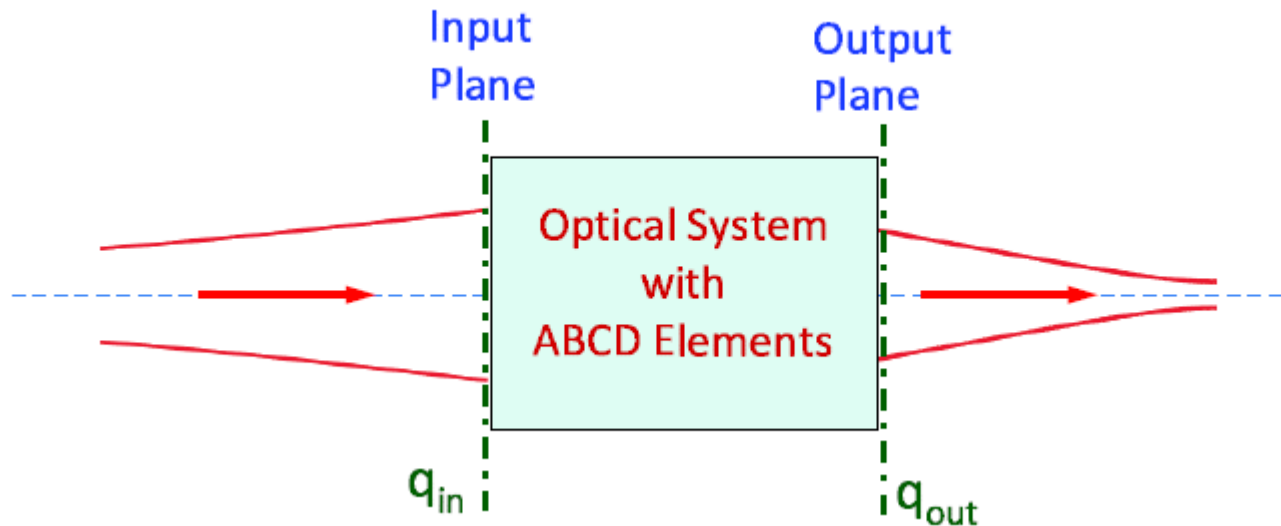 Input
Plane
Output
Plane
Optical System
with
ABCD Elements
q_in
q_out